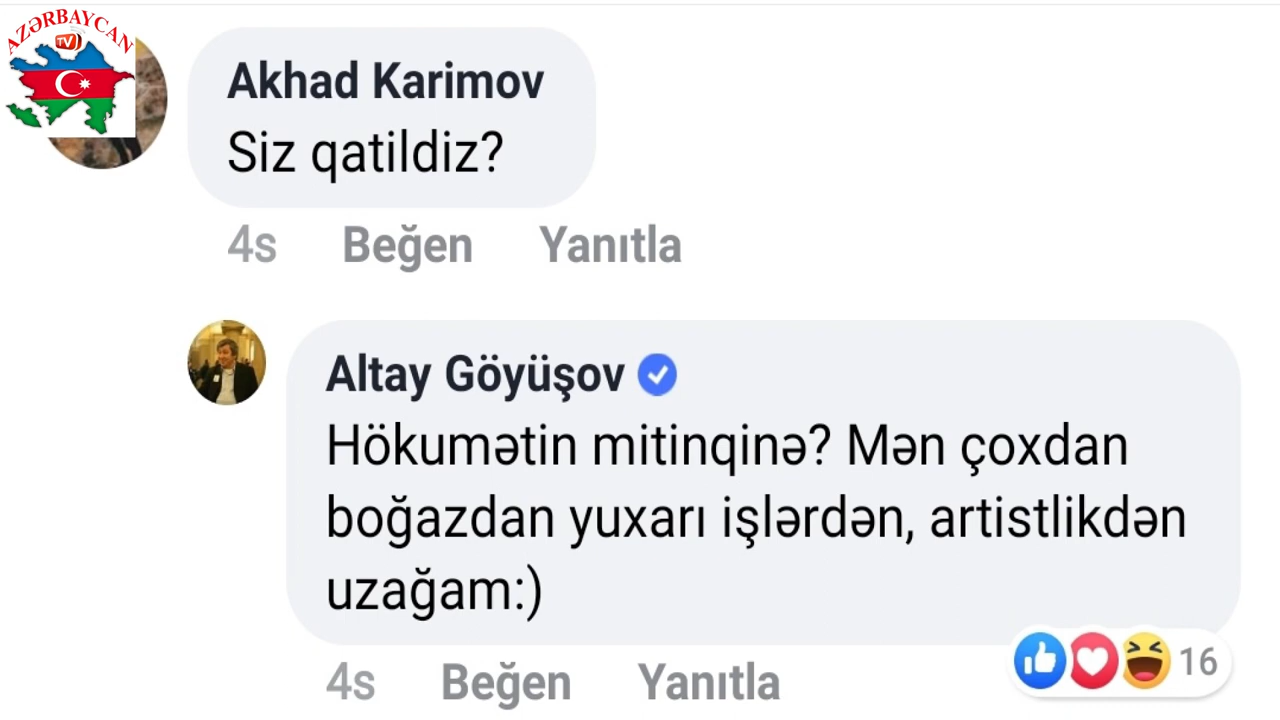 AZƏRBAYCAN
TV
Akhad Karimov
Siz qatildiz?
4s Beğen Yanıtla
Altay Göyüşov
Hökumətin mitinqinə? Mən çoxdan
boğazdan yuxarı işlərdən, artistlikdən
uzağam:)
4s Beğen Yanıtla
16